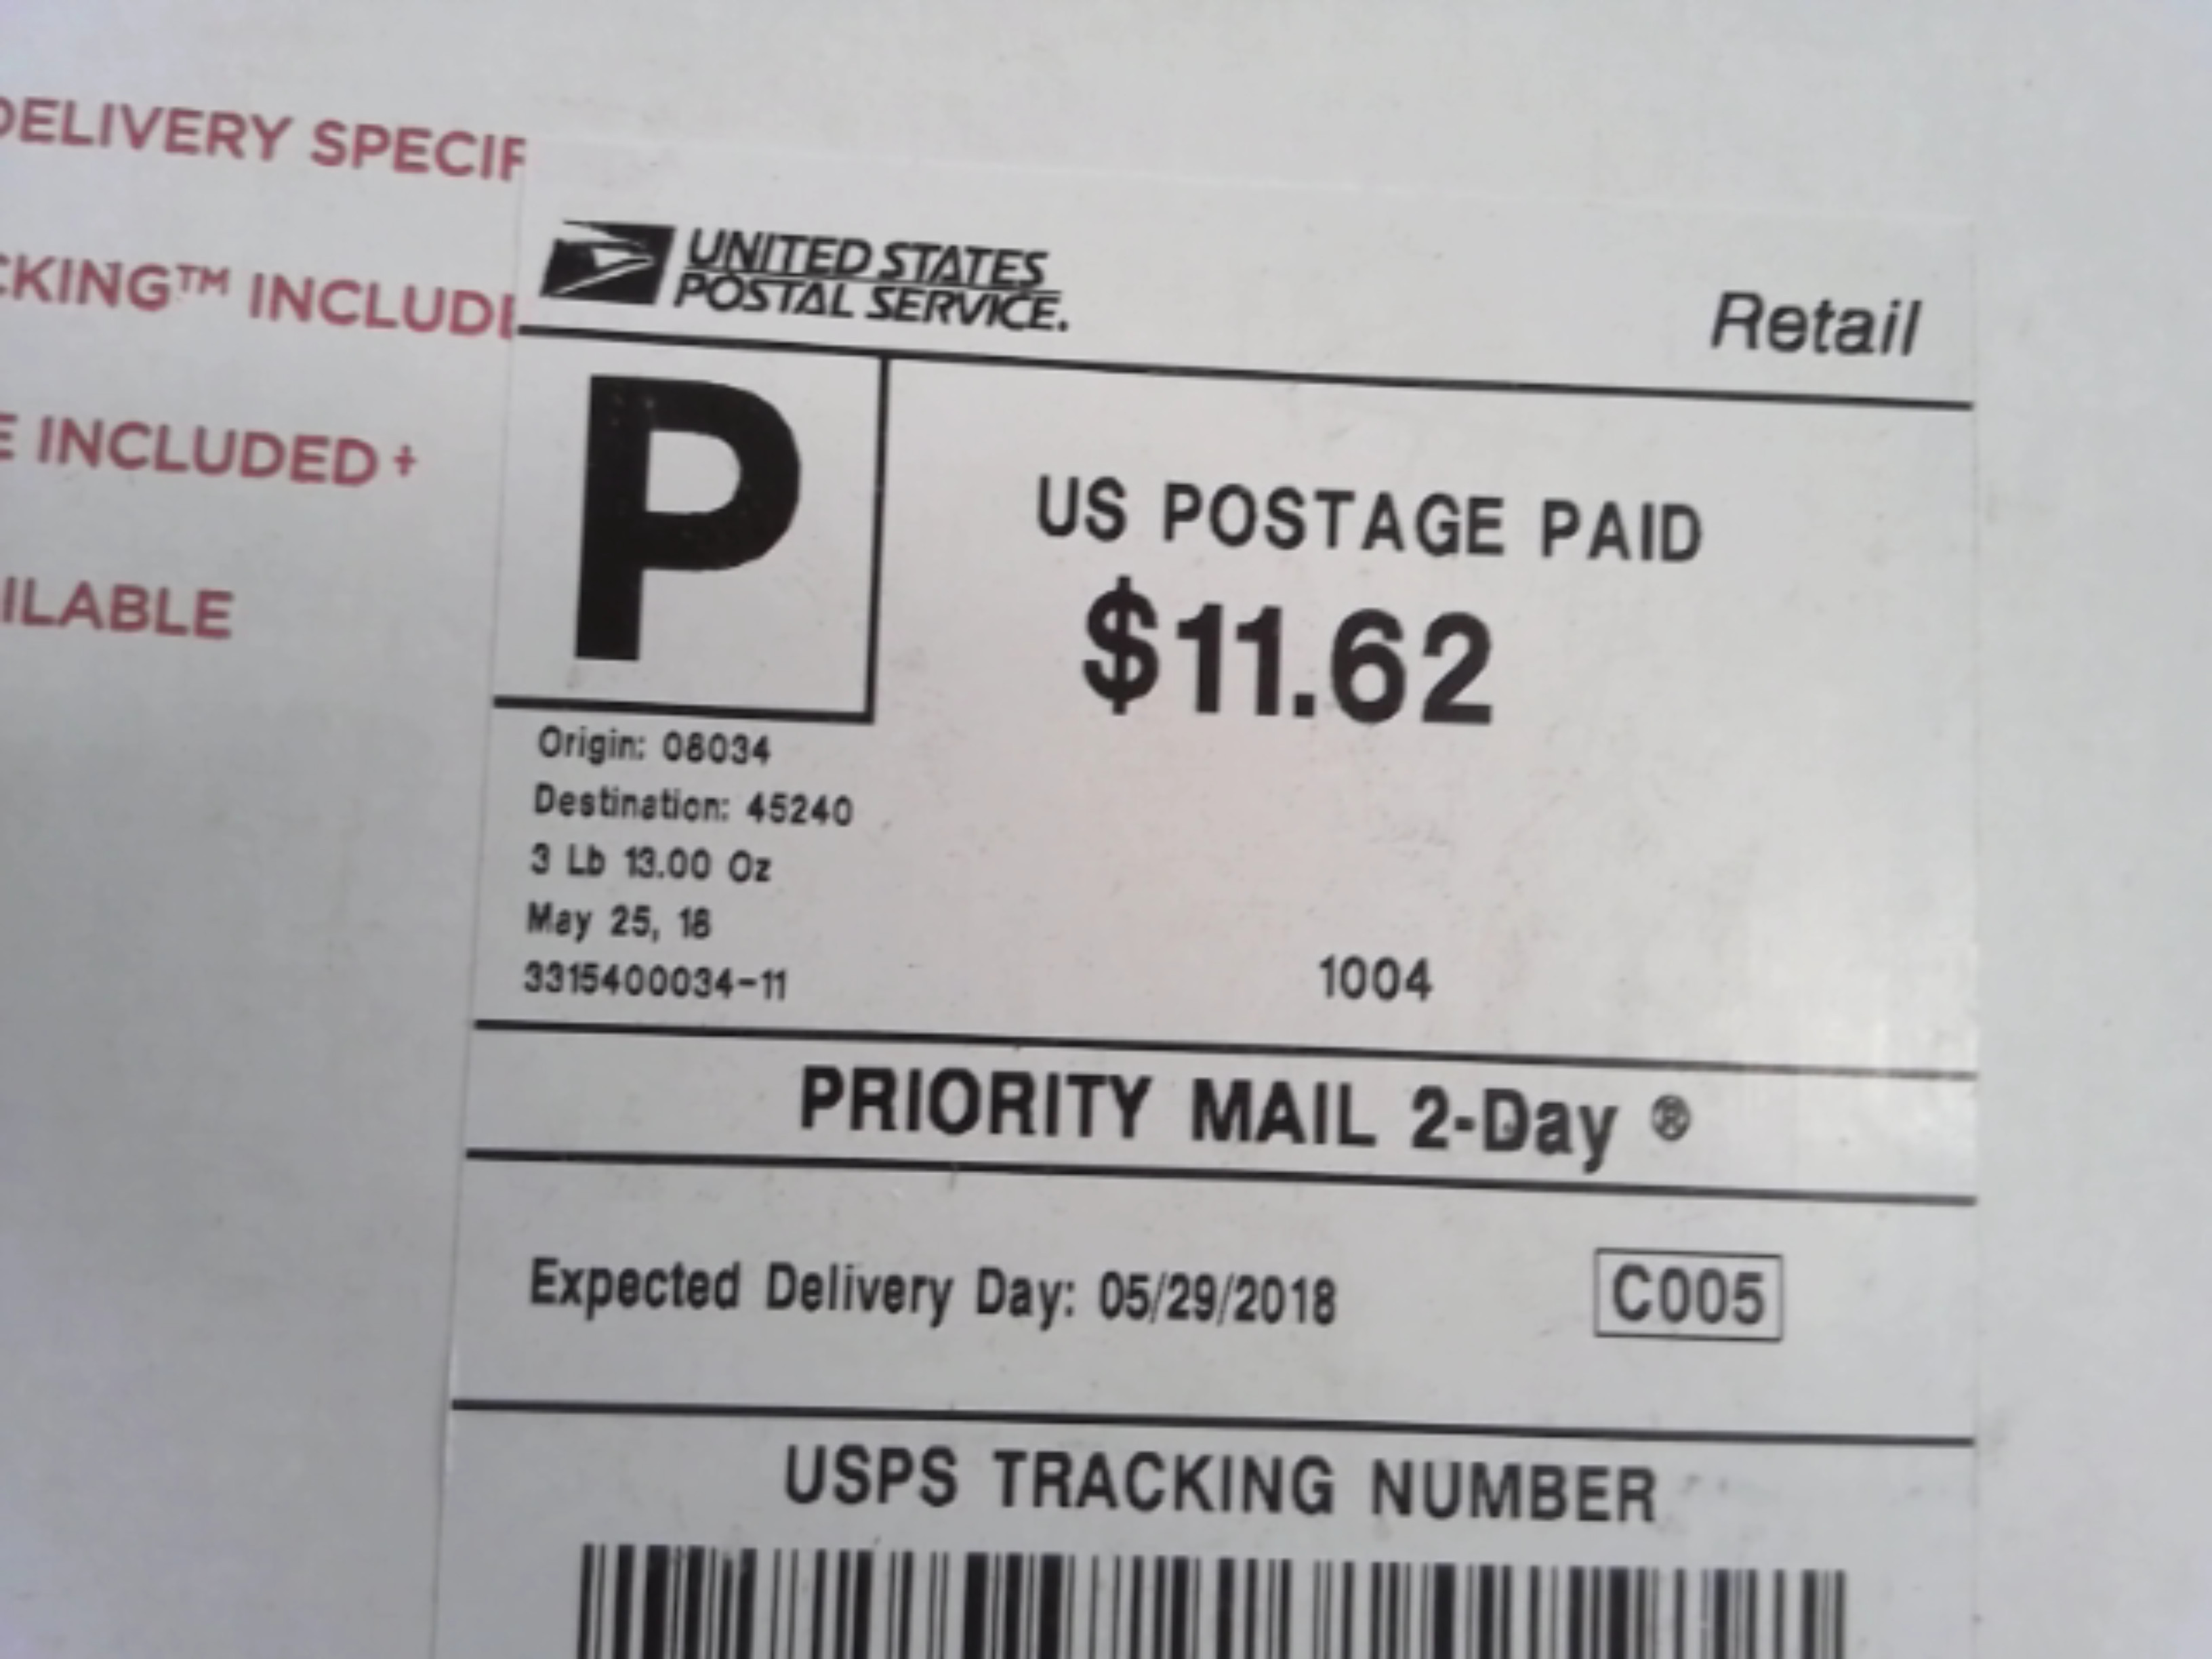 DELIVERY SPECIF
CKING™ INCLUDE
E INCLUDED ‡
ILABLE
UNITED STATES
POSTAL SERVICE.
Retail
P
US POSTAGE PAID
$11.62
Origin: 08034
Destination: 45240
3 Lb 13.00 Oz
May 25, 18
3315400034-11
1004
PRIORITY MAIL 2-Day ®
Expected Delivery Day: 05/29/2018
C005
USPS TRACKING NUMBER